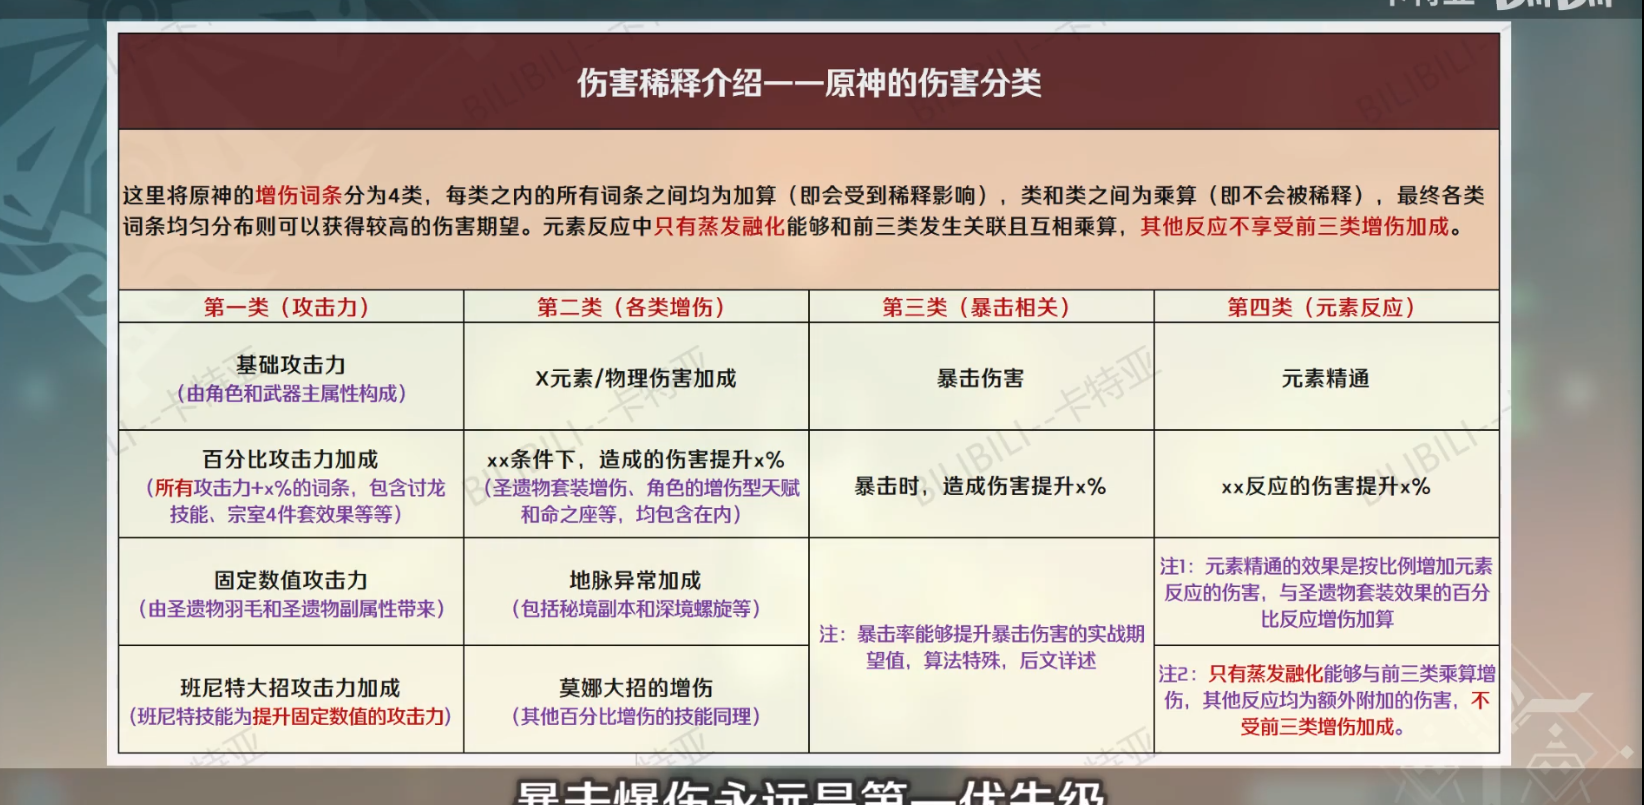 卡特亚 bilibili
伤害稀释介绍——原神的伤害分类
这里将原神的增伤词条分为4类，每类之内的所有词条之间均为加算（即会受到稀释影响），类和类之间为乘算（即不会被稀释），最终各类
词条均匀分布则可以获得较高的伤害期望。元素反应中只有蒸发融化能够和前三类发生关联且互相乘算，其他反应不享受前三类增伤加成。
第一类（攻击力）
第二类（各类增伤）
第三类（暴击相关）
第四类（元素反应）
基础攻击力
（由角色和武器主属性构成）
X元素/物理伤害加成
暴击伤害
元素精通
百分比攻击力加成
（所有攻击力+x%的词条，包含讨龙
技能、宗室4件套效果等等）
xx条件下，造成的伤害提升x%
（圣遗物套装增伤、角色的增伤型天赋
和命之座等，均包含在内）
暴击时，造成伤害提升x%
xx反应的伤害提升x%
固定数值攻击力
（由圣遗物羽毛和圣遗物副属性带来）
地脉异常加成
（包括秘境副本和深境螺旋等）
注：暴击率能够提升暴击伤害的实战期
望值，算法特殊，后文详述
注1：元素精通的效果是按比例增加元素
反应的伤害，与圣遗物套装效果的百分
比反应增伤加算
班尼特大招攻击力加成
（班尼特技能为提升固定数值的攻击力）
莫娜大招的增伤
（其他百分比增伤的技能同理）
注2：只有蒸发融化能够与前三类乘算增
伤，其他反应均为额外附加的伤害，不
受前三类增伤加成。
暴击爆伤永远是第一优先级